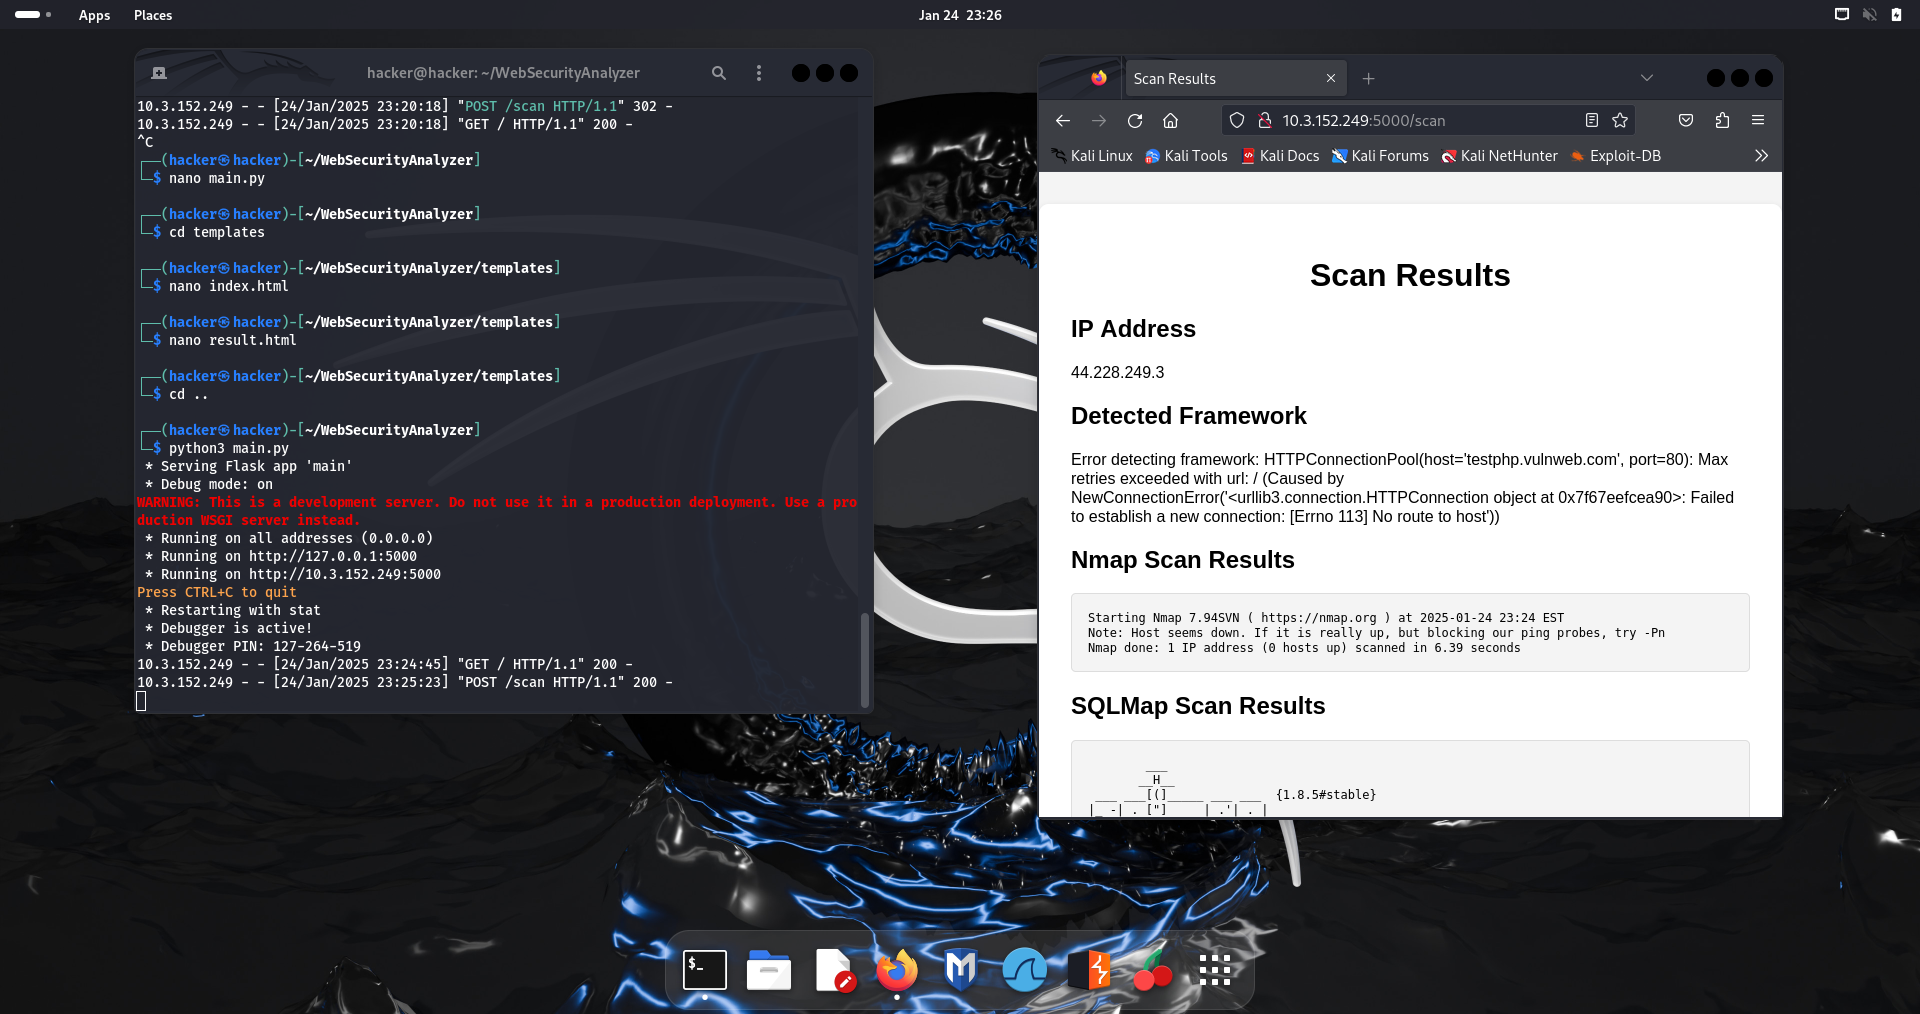 Apps Places
Jan 24 23:26
hacker@hacker: ~/WebSecurityAnalyzer
10.3.152.249 - - [24/Jan/2025 23:20:18] "POST /scan HTTP/1.1" 302 -
10.3.152.249 - - [24/Jan/2025 23:20:18] "GET / HTTP/1.1" 200 -
^C
┌──(hacker㉿hacker)-[~/WebSecurityAnalyzer]
└─$ nano main.py
┌──(hacker㉿hacker)-[~/WebSecurityAnalyzer]
└─$ cd templates
┌──(hacker㉿hacker)-[~/WebSecurityAnalyzer/templates]
└─$ nano index.html
┌──(hacker㉿hacker)-[~/WebSecurityAnalyzer/templates]
└─$ nano result.html
┌──(hacker㉿hacker)-[~/WebSecurityAnalyzer/templates]
└─$ cd ..
┌──(hacker㉿hacker)-[~/WebSecurityAnalyzer]
└─$ python3 main.py
* Serving Flask app 'main'
* Debug mode: on
WARNING: This is a development server. Do not use it in a production deployment. Use a pro
duction WSGI server instead.
* Running on all addresses (0.0.0.0)
* Running on http://127.0.0.1:5000
* Running on http://10.3.152.249:5000
Press CTRL+C to quit
* Restarting with stat
* Debugger is active!
* Debugger PIN: 127-264-519
10.3.152.249 - - [24/Jan/2025 23:24:45] "GET / HTTP/1.1" 200 -
10.3.152.249 - - [24/Jan/2025 23:25:23] "POST /scan HTTP/1.1" 200 -
Scan Results
10.3.152.249:5000/scan
Kali Linux Kali Tools Kali Docs Kali Forums Kali NetHunter Exploit-DB
Scan Results
IP Address
44.228.249.3
Detected Framework
Error detecting framework: HTTPConnectionPool(host='testphp.vulnweb.com', port=80): Max
retries exceeded with url: / (Caused by
NewConnectionError('<urllib3.connection.HTTPConnection object at 0x7f67eefcea90>: Failed
to establish a new connection: [Errno 113] No route to host'))
Nmap Scan Results
Starting Nmap 7.94SVN ( https://nmap.org ) at 2025-01-24 23:24 EST
Note: Host seems down. If it is really up, but blocking our ping probes, try -Pn
Nmap done: 1 IP address (0 hosts up) scanned in 6.39 seconds
SQLMap Scan Results
        ___
       __H__
 ___ ___[(]_____ ___ ___  {1.8.5#stable}
|_ -| . ["]     | .'| . |
$_